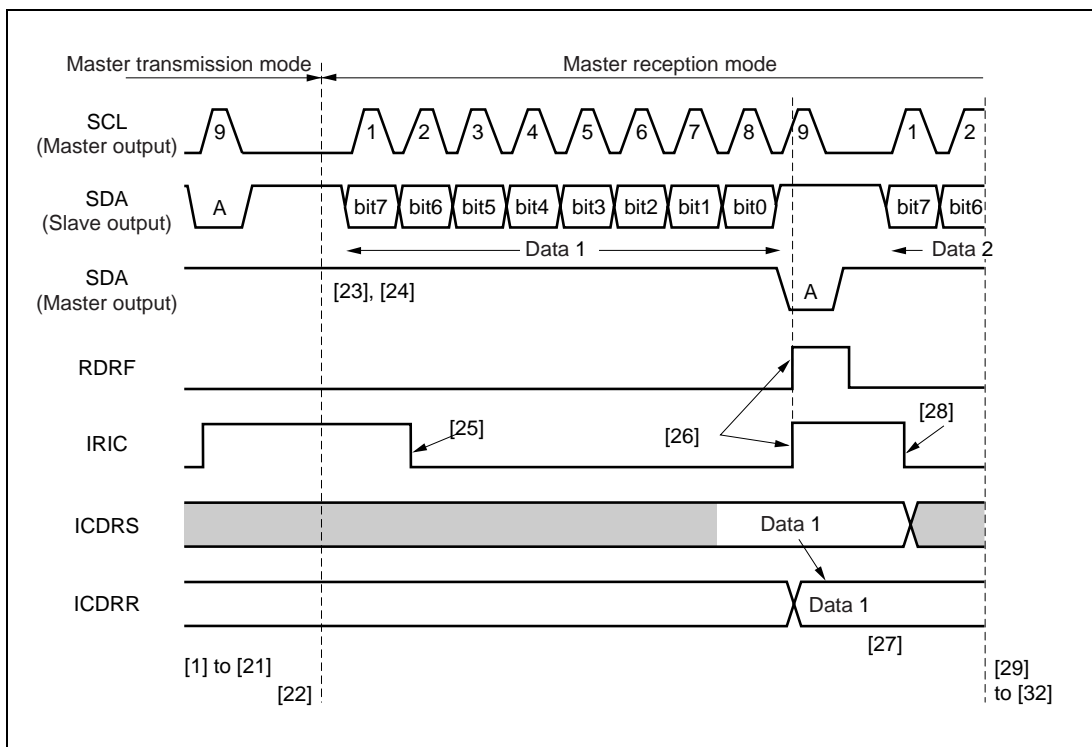 Master transmission mode
Master reception mode
SCL
(Master output)
9
1
2
3
4
5
6
7
8
9
1
2
SDA
(Slave output)
A
bit7
bit6
bit5
bit4
bit3
bit2
bit1
bit0
bit7
bit6
Data 1
Data 2
SDA
(Master output)
[23], [24]
A
RDRF
IRIC
[25]
[26]
[28]
ICDRS
Data 1
ICDRR
Data 1
[27]
[1] to [21]
[22]
[29]
to [32]